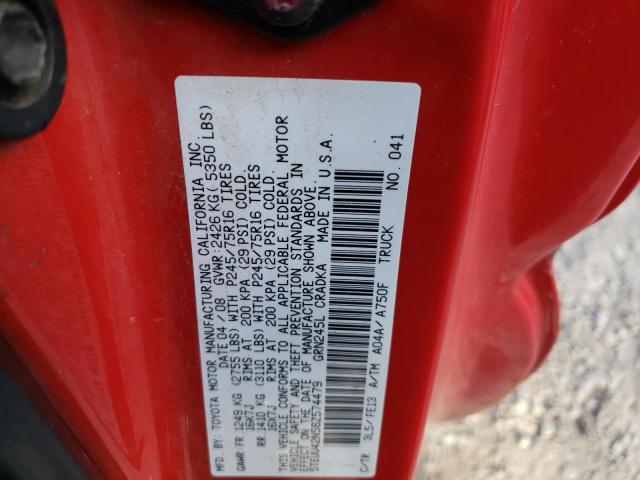 MFD. BY: TOYOTA MOTOR MANUFACTURING CALIFORNIA INC
DATE 04 / 08 GVWR: 2426 KG ( 5350 LBS)
GAWR: FR: 1249 KG (2755 LBS) WITH P245/75R16 TIRES
16X7J RIMS AT 200 KPA (29 PSI) COLD.
RR: 1410 KG (3110 LBS) WITH P245/75R16 TIRES
16X7J RIMS AT 200 KPA (29 PSI) COLD.
THIS VEHICLE CONFORMS TO ALL APPLICABLE FEDERAL MOTOR
VEHICLE SAFETY AND THEFT PREVENTION STANDARDS IN
EFFECT ON THE DATE OF MANUFACTURE SHOWN ABOVE.
5TEUU42N58Z574479 GRN245L CRADKA MADE IN U.S.A.
C/TR 3L5/ FE13 A/TM A04A/ A750F TRUCK NO. 041